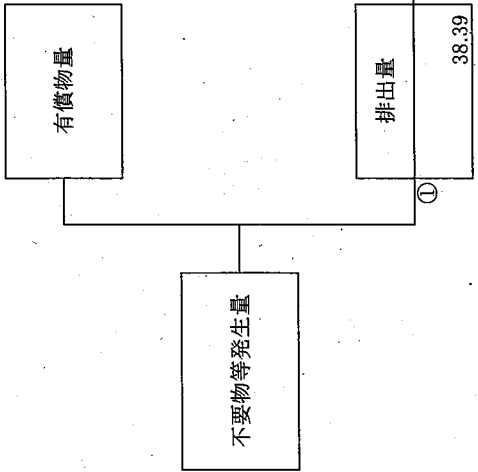 不要物等発生量
有償物量
排出量
①
38.39